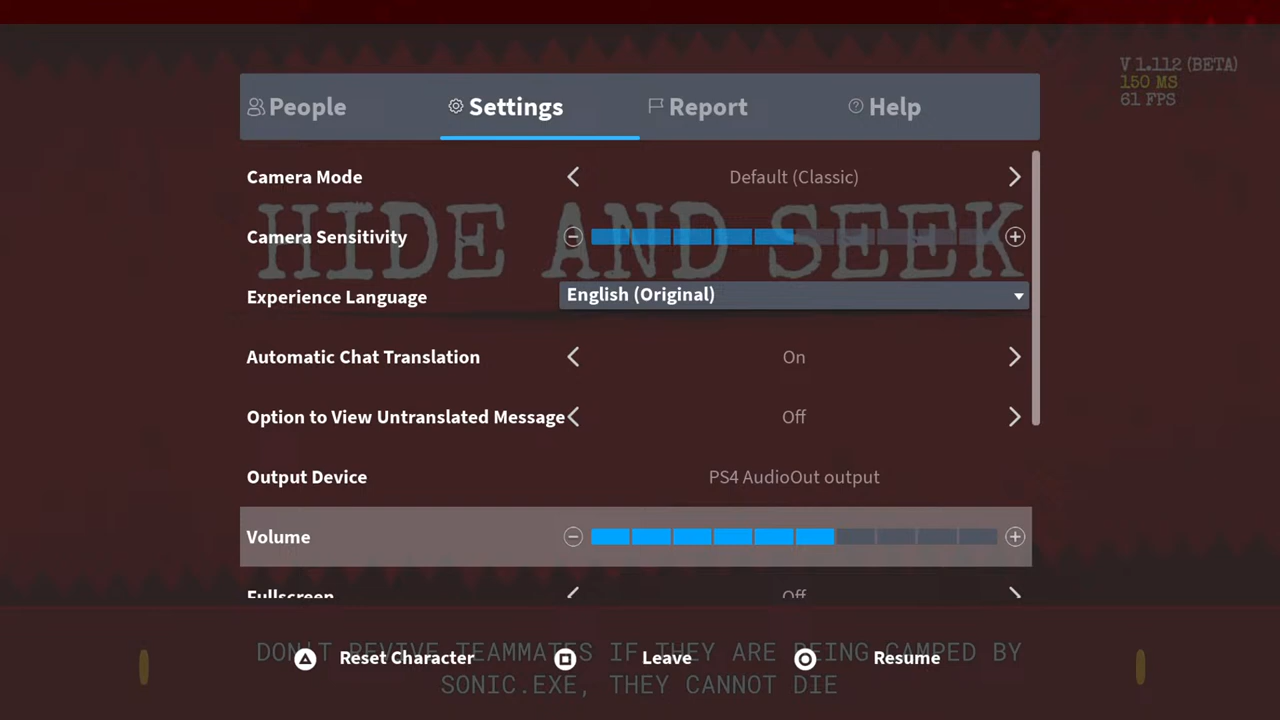 V 1.112 (BETA)
150 MS
61 FPS
People
Settings
Report
Help
Camera Mode
Default (Classic)
HIDE AND SEEK
Camera Sensitivity
Experience Language
English (Original)
Automatic Chat Translation
On
Option to View Untranslated Message
Off
Output Device
PS4 AudioOut output
Volume
Fullscreen
Off
DON'T REVIVE TEAMMATES IF THEY ARE BEING CAMPED BY
Reset Character
Leave
Resume
SONIC.EXE, THEY CANNOT DIE